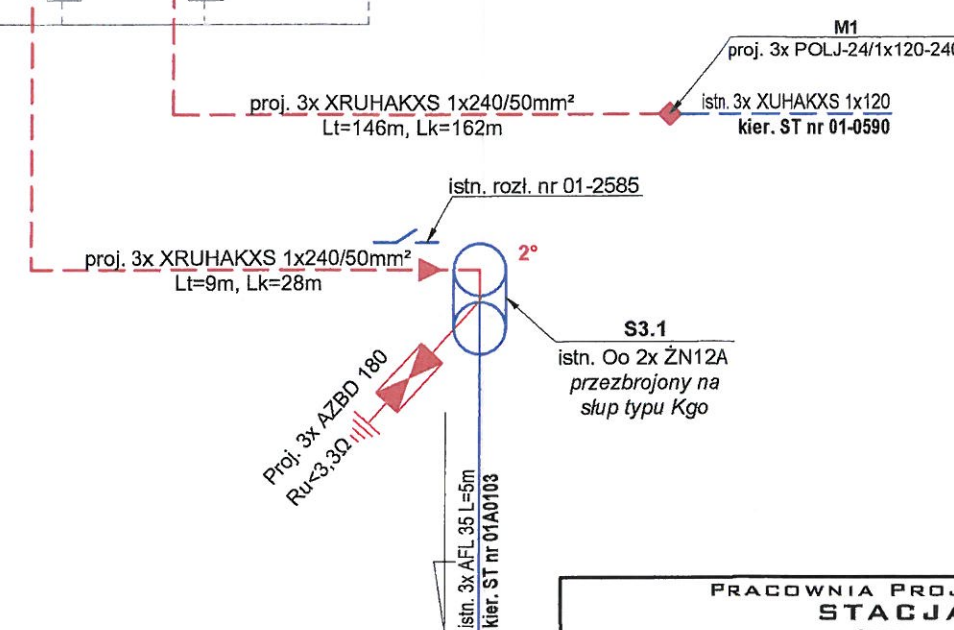 M1
proj. 3x POLJ-24/1x120-240
proj. 3x XRUHAKXS 1x240/50mm²
Lt=146m, Lk=162m
istn. 3x XUHAKXS 1x120
kier. ST nr 01-0590
istn. rozł. nr 01-2585
proj. 3x XRUHAKXS 1x240/50mm²
Lt=9m, Lk=28m
2°
S3.1
istn. Oo 2x ŻN12A
przezbrojony na
słup typu Kgo
Proj. 3x AZBD 180
Ru<3,3Ω
istn. 3x AFL 35 L=5m
kier. ST nr 01A0103
PRACOWNIA PROJ
STACJA